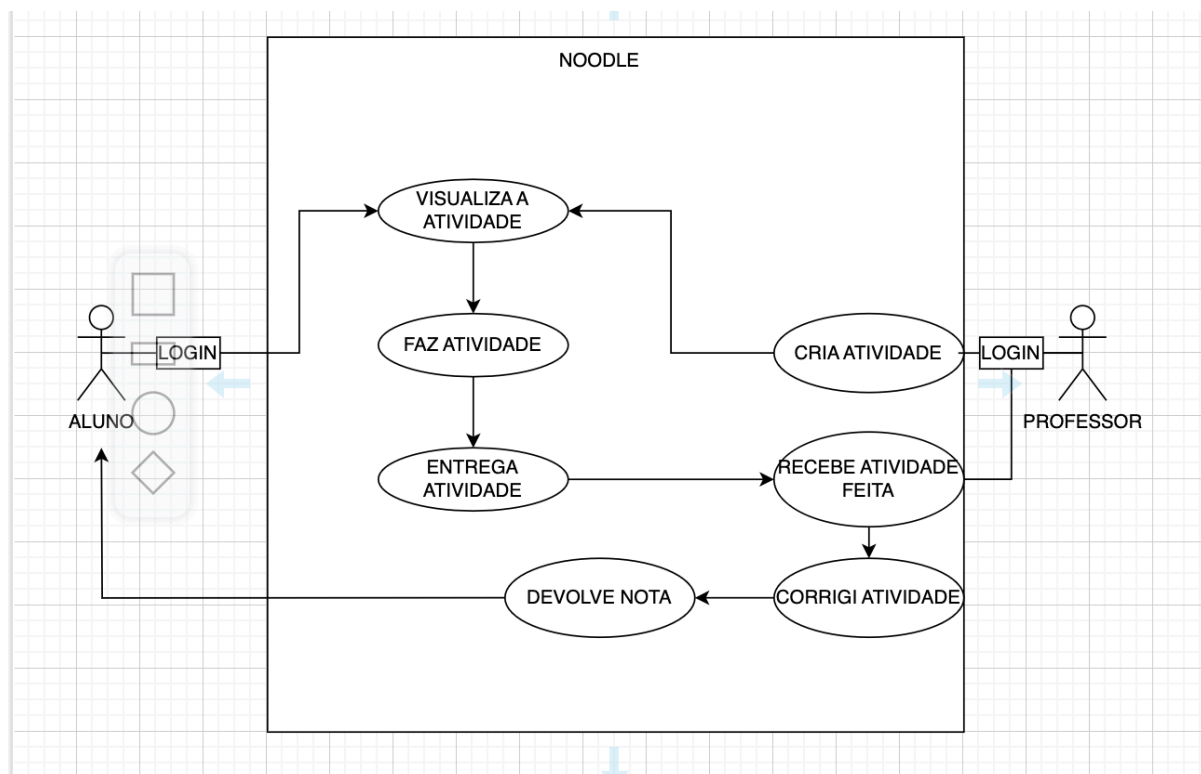 NOODLE
VISUALIZA A
ATIVIDADE
FAZ ATIVIDADE
LOGIN
CRIA ATIVIDADE
LOGIN
ALUNO
PROFESSOR
ENTREGA
ATIVIDADE
RECEBE ATIVIDADE
FEITA
DEVOLVE NOTA
CORRIGI ATIVIDADE